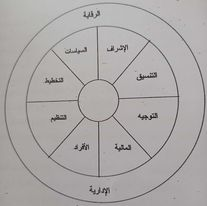 الرقابة
السياسات
الإشراف
التخطيط
التنسيق
التنظيم
التوجيه
الأفراد
المالية
الإدارية